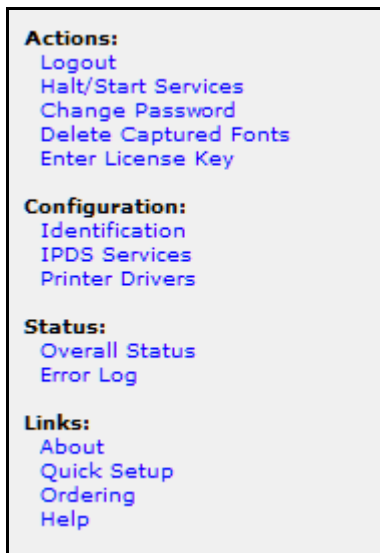 Actions:
Logout
Halt/Start Services
Change Password
Delete Captured Fonts
Enter License Key
Configuration:
Identification
IPDS Services
Printer Drivers
Status:
Overall Status
Error Log
Links:
About
Quick Setup
Ordering
Help